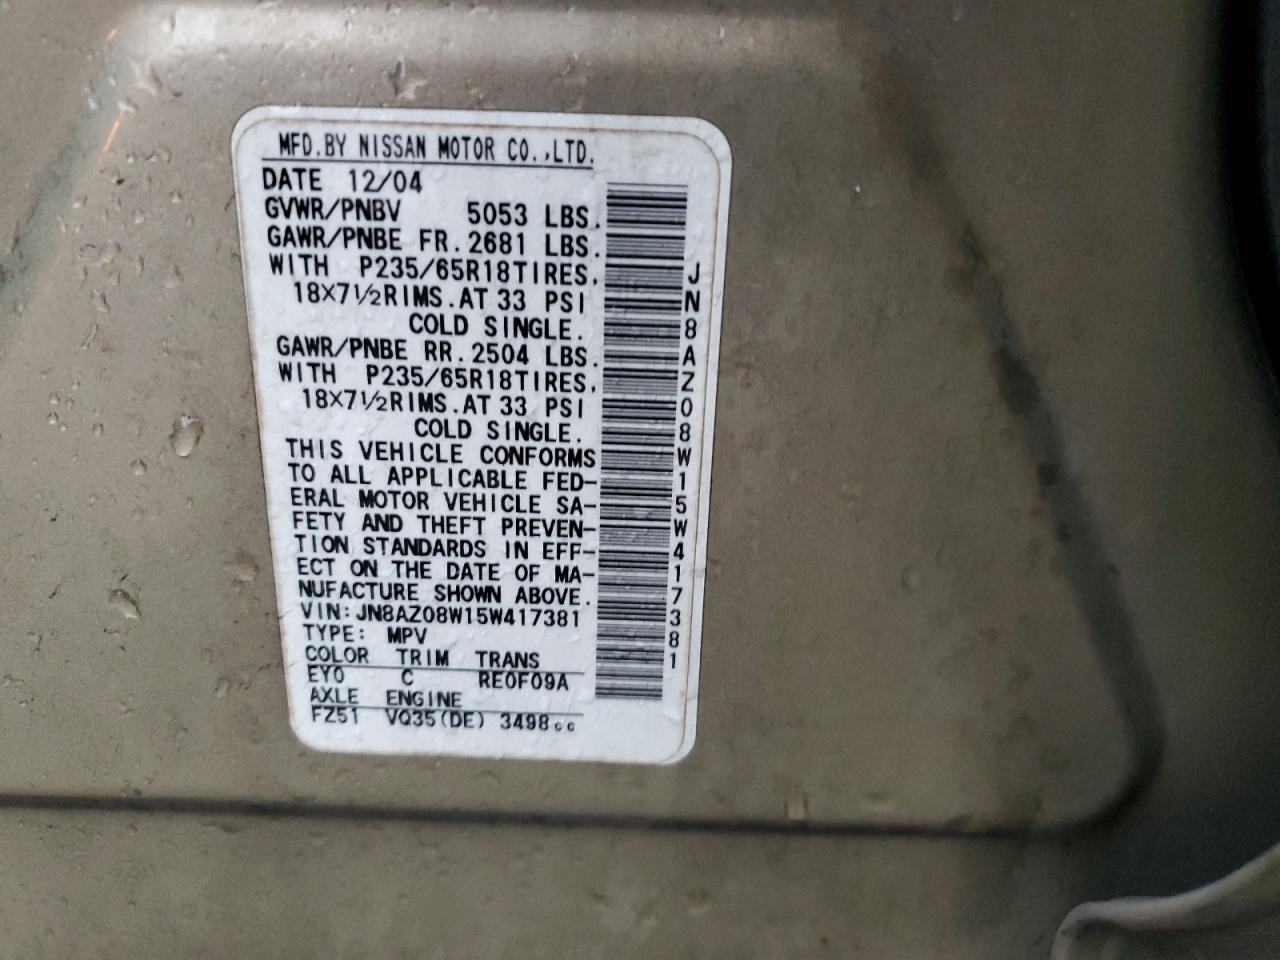 MFD.BY NISSAN MOTOR CO.,LTD.
DATE 12/04
GVWR/PNBV 5053 LBS.
GAWR/PNBE FR.2681 LBS.
WITH P235/65R18TIRES,
18×7½RIMS.AT 33 PSI
COLD SINGLE.
GAWR/PNBE RR.2504 LBS.
WITH P235/65R18TIRES,
18×7½RIMS.AT 33 PSI
COLD SINGLE.
THIS VEHICLE CONFORMS
TO ALL APPLICABLE FED-
ERAL MOTOR VEHICLE SA-
FETY AND THEFT PREVEN-
TION STANDARDS IN EFF-
ECT ON THE DATE OF MA-
NUFACTURE SHOWN ABOVE.
VIN:JN8AZ08W15W417381
TYPE: MPV
COLOR TRIM TRANS
EY0 C RE0F09A
AXLE ENGINE
FZ51 VQ35(DE) 3498cc
JN8AZ08W15W417381